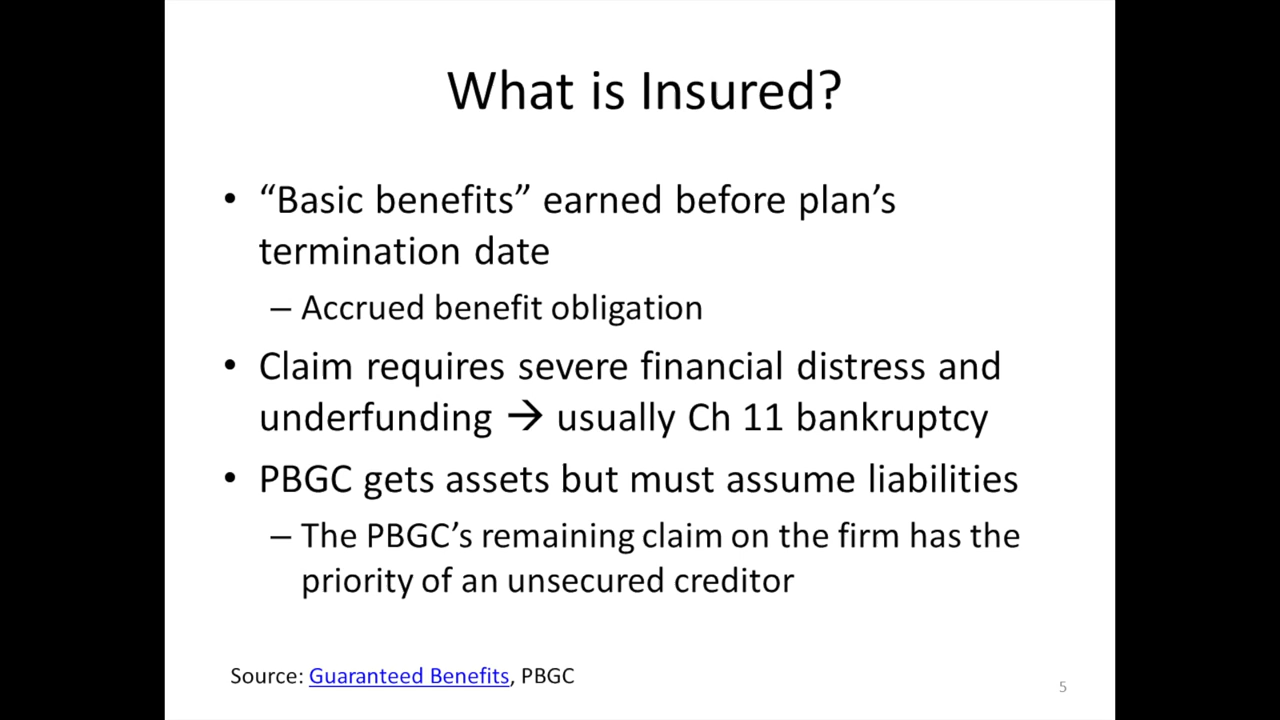 What is Insured?
• “Basic benefits” earned before plan’s
termination date
– Accrued benefit obligation
• Claim requires severe financial distress and
underfunding → usually Ch 11 bankruptcy
• PBGC gets assets but must assume liabilities
– The PBGC’s remaining claim on the firm has the
priority of an unsecured creditor
Source: Guaranteed Benefits, PBGC
5